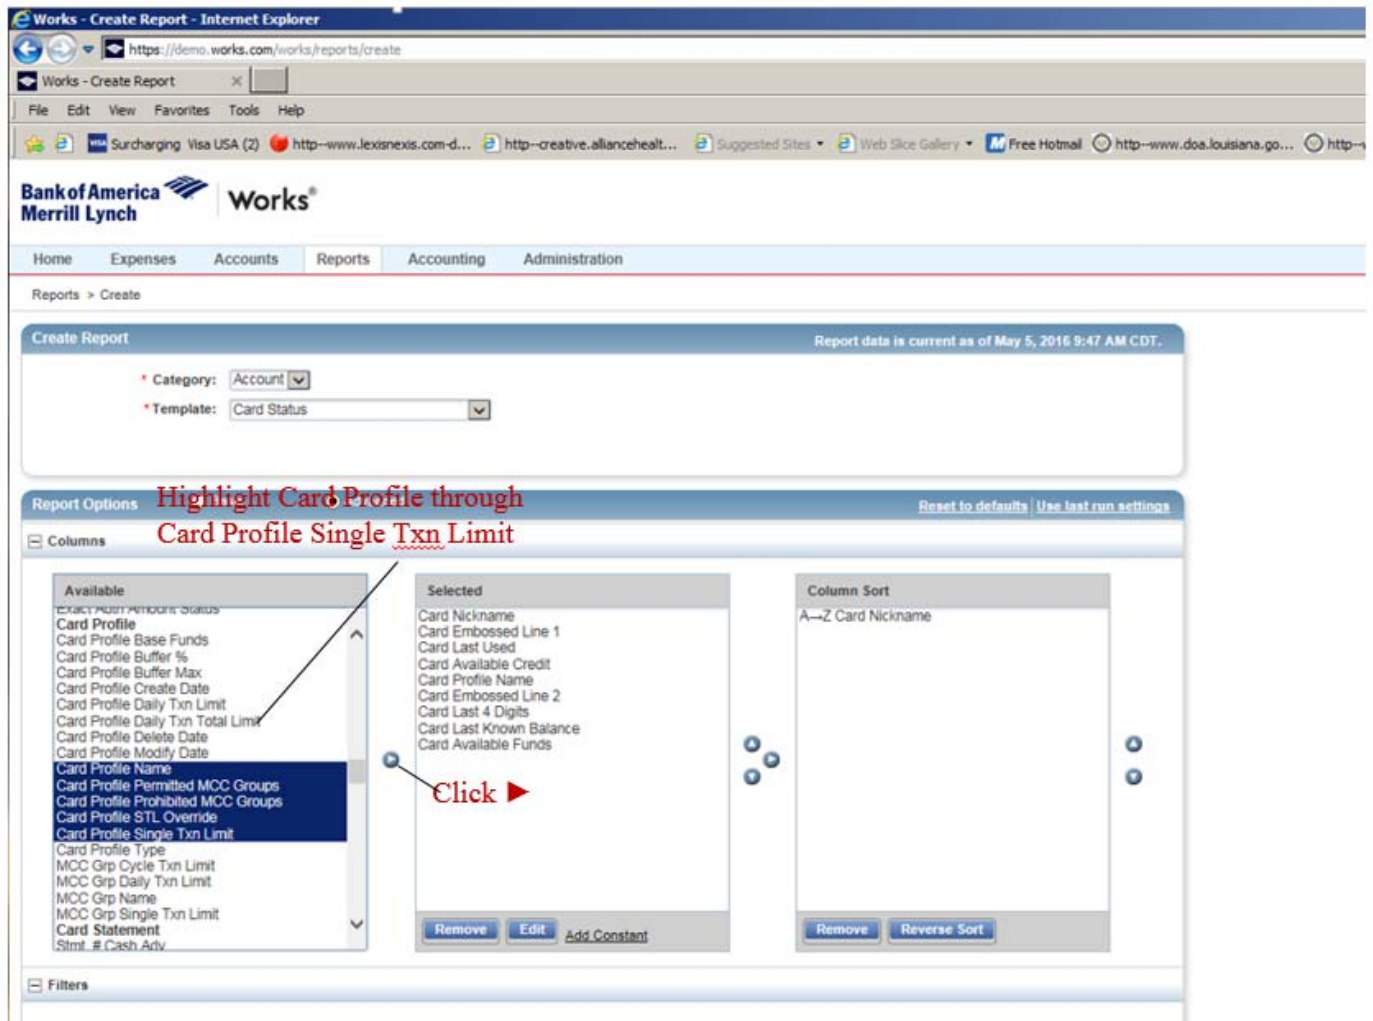 Works - Create Report - Internet Explorer
https://demo.works.com/works/reports/create
Works - Create Report
File Edit View Favorites Tools Help
Surcharging Visa USA (2) http--www.lexisnexis.com-d... http--creative.alliancehealt... Suggested Sites Web Slice Gallery Free Hotmail http--www.doa.louisiana.go...
Bank of America
Merrill Lynch
Works®
Home Expenses Accounts Reports Accounting Administration
Reports > Create
Create Report Report data is current as of May 5, 2016 9:47 AM CDT.
* Category: Account
* Template: Card Status
Report Options Reset to defaults Use last run settings
Highlight Card Profile through
Card Profile Single Txn Limit
Columns
Available
Exact Auth Amount Status
Card Profile
Card Profile Base Funds
Card Profile Buffer %
Card Profile Buffer Max
Card Profile Create Date
Card Profile Daily Txn Limit
Card Profile Daily Txn Total Limit
Card Profile Delete Date
Card Profile Modify Date
Card Profile Name
Card Profile Permitted MCC Groups
Card Profile Prohibited MCC Groups
Card Profile STL Override
Card Profile Single Txn Limit
Card Profile Type
MCC Grp Cycle Txn Limit
MCC Grp Daily Txn Limit
MCC Grp Name
MCC Grp Single Txn Limit
Card Statement
Stmt # Cash Adv
Click ►
Selected
Card Nickname
Card Embossed Line 1
Card Last Used
Card Available Credit
Card Profile Name
Card Embossed Line 2
Card Last 4 Digits
Card Last Known Balance
Card Available Funds
Remove Edit Add Constant
Column Sort
A→Z Card Nickname
Remove Reverse Sort
Filters